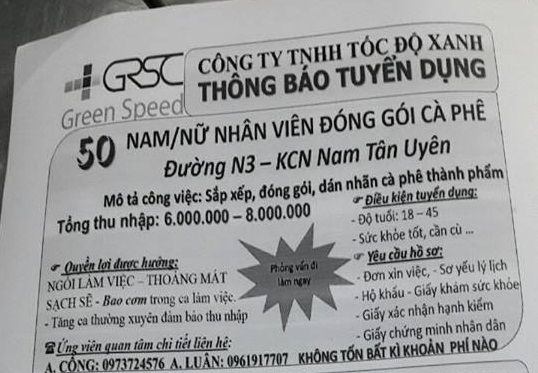 GRSC
Green Speed
CÔNG TY TNHH TỐC ĐỘ XANH
THÔNG BÁO TUYỂN DỤNG
50 NAM/NỮ NHÂN VIÊN ĐÓNG GÓI CÀ PHÊ
Đường N3 – KCN Nam Tân Uyên
Mô tả công việc: Sắp xếp, đóng gói, dán nhãn cà phê thành phẩm
Tổng thu nhập: 6.000.000 – 8.000.000
☞ Quyền lợi được hưởng:
NGỒI LÀM VIỆC – THOÁNG MÁT
SẠCH SẼ - Bao cơm trong ca làm việc.
- Tăng ca thường xuyên đảm bảo thu nhập
Phỏng vấn đi
làm ngay
☞ Điều kiện tuyển dụng:
- Độ tuổi: 18 – 45
- Sức khỏe tốt, cần cù ...
☞ Yêu cầu hồ sơ:
- Đơn xin việc, - Sơ yếu lý lịch
- Hộ khẩu - Giấy khám sức khỏe
- Giấy xác nhận hạnh kiểm
- Giấy chứng minh nhân dân
☎ Ứng viên quan tâm chi tiết liên hệ:
A. CÔNG: 0973724576 A. LUÂN: 0961917707 KHÔNG TỐN BẤT KÌ KHOẢN PHÍ NÀO